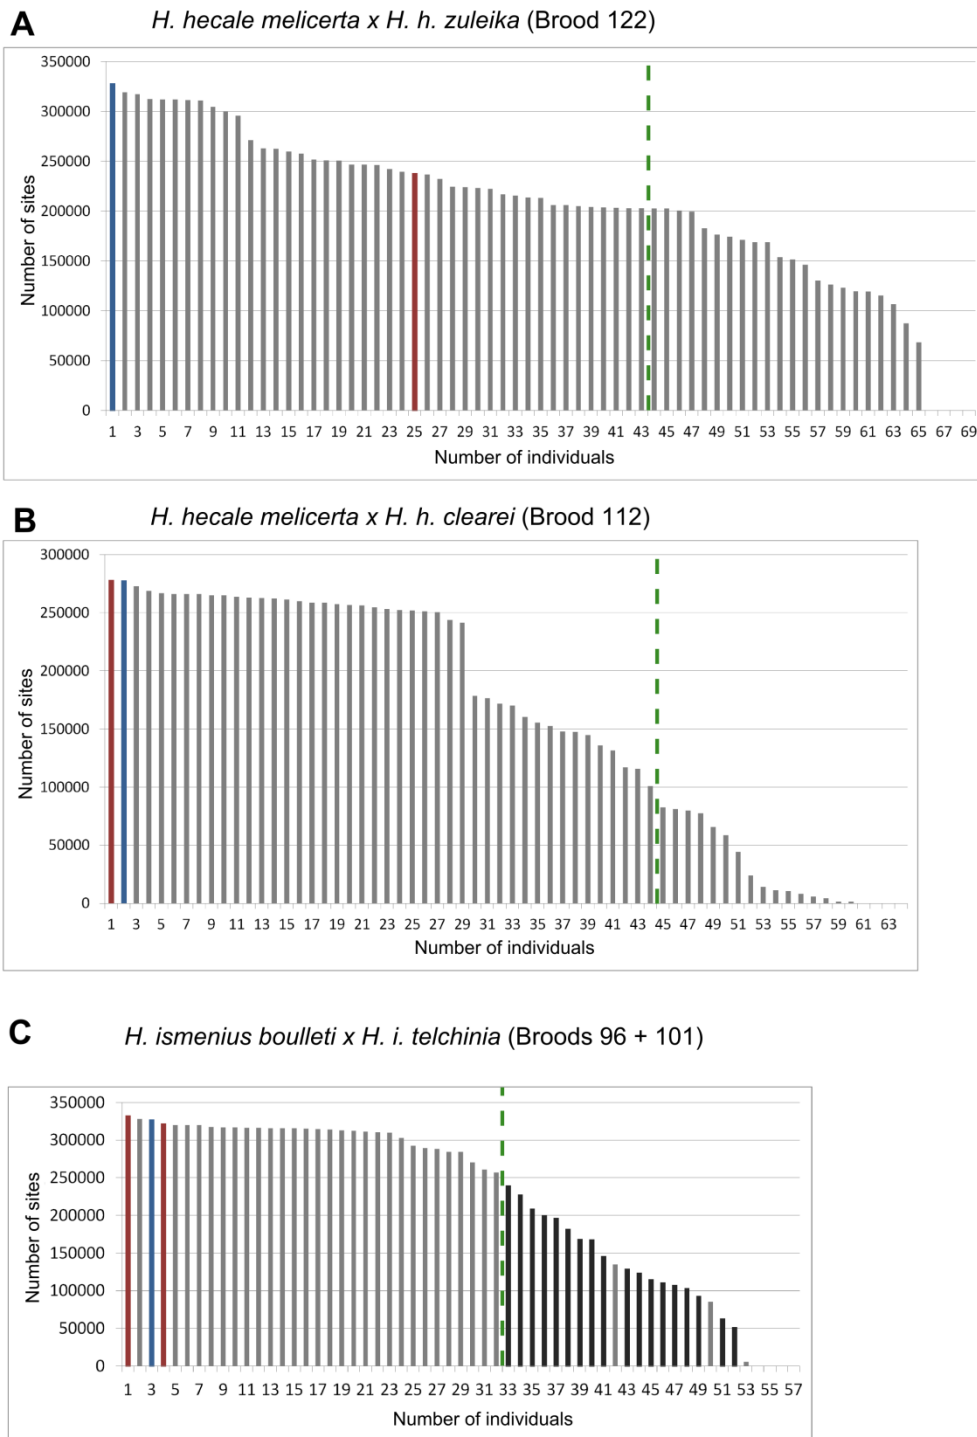 A
H. hecale melicerta x H. h. zuleika (Brood 122)
350000
300000
250000
200000
150000
100000
50000
0
Number of sites
1 3 5 7 9 11 13 15 17 19 21 23 25 27 29 31 33 35 37 39 41 43 45 47 49 51 53 55 57 59 61 63 65 67 69
Number of individuals
B
H. hecale melicerta x H. h. clearei (Brood 112)
300000
250000
200000
150000
100000
50000
0
Number of sites
1 3 5 7 9 11 13 15 17 19 21 23 25 27 29 31 33 35 37 39 41 43 45 47 49 51 53 55 57 59 61 63
Number of individuals
C
H. ismenius boulleti x H. i. telchinia (Broods 96 + 101)
350000
300000
250000
200000
150000
100000
50000
0
Number of sites
1 3 5 7 9 11 13 15 17 19 21 23 25 27 29 31 33 35 37 39 41 43 45 47 49 51 53 55 57
Number of individuals